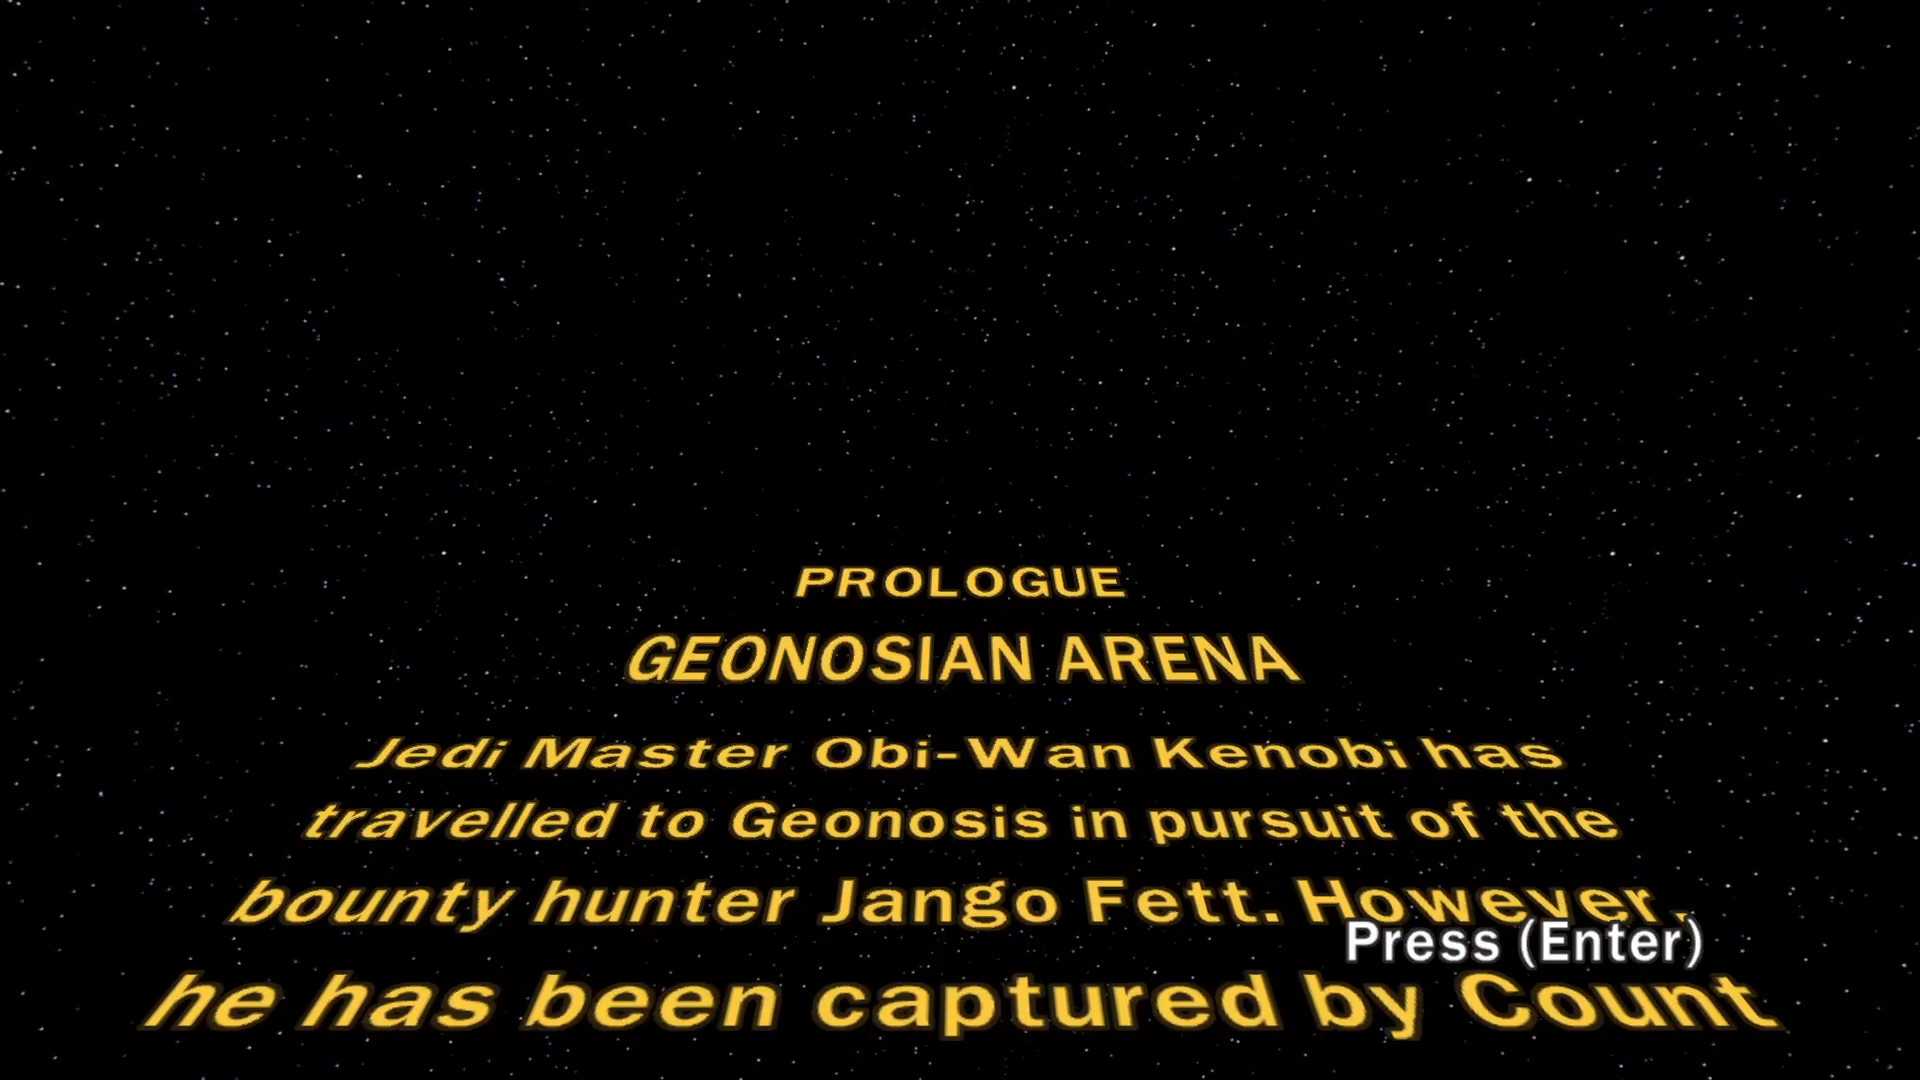 PROLOGUE
GEONOSIAN ARENA
Jedi Master Obi-Wan Kenobi has
travelled to Geonosis in pursuit of the
bounty hunter Jango Fett. However,
Press (Enter)
he has been captured by Count